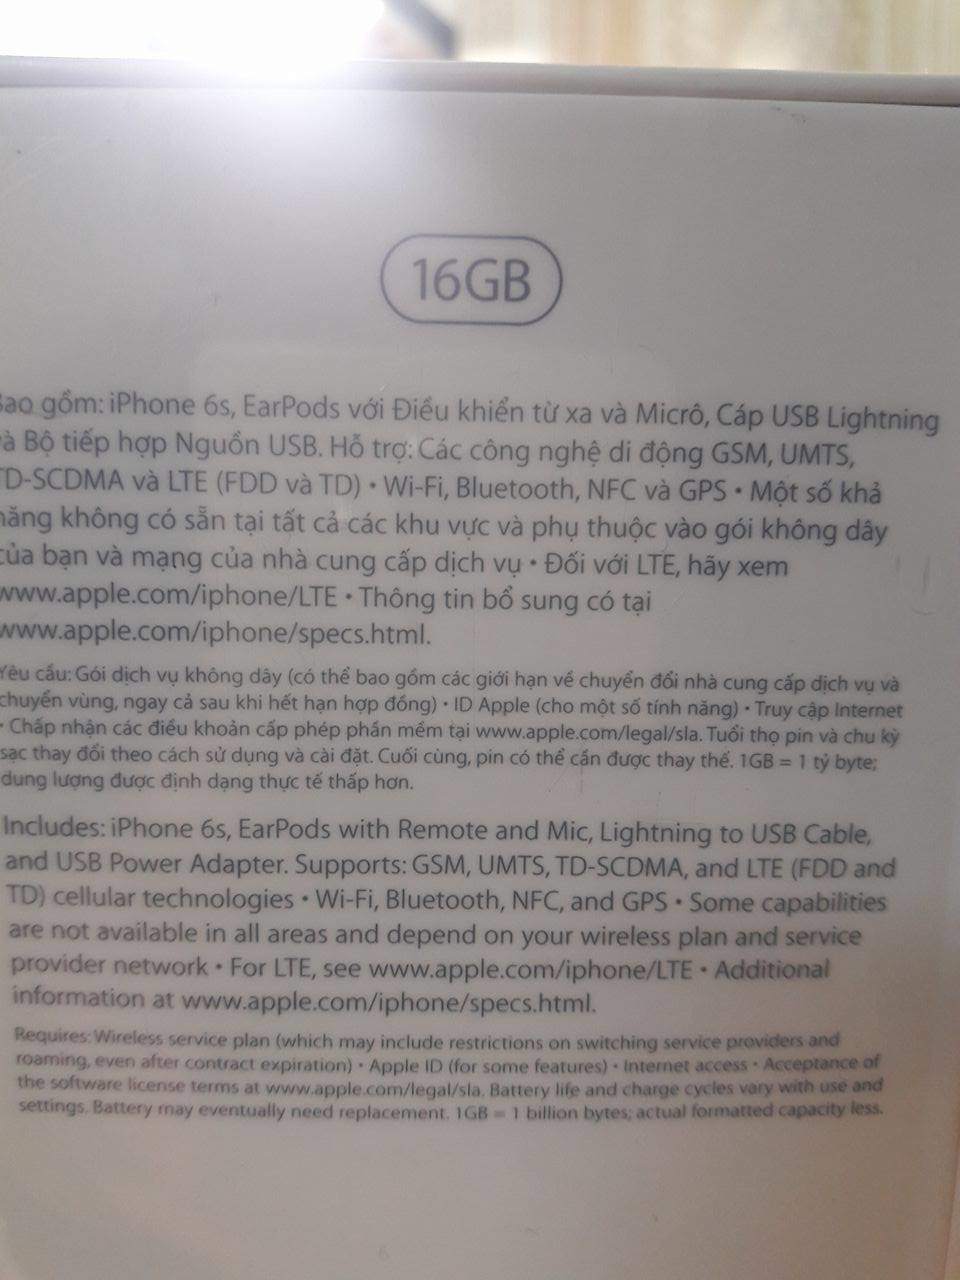 16GB
Bao gồm: iPhone 6s, EarPods với Điều khiển từ xa và Micrô, Cáp USB Lightning
và Bộ tiếp hợp Nguồn USB. Hỗ trợ: Các công nghệ di động GSM, UMTS,
TD-SCDMA và LTE (FDD và TD) • Wi-Fi, Bluetooth, NFC và GPS • Một số khả
năng không có sẵn tại tất cả các khu vực và phụ thuộc vào gói không dây
của bạn và mạng của nhà cung cấp dịch vụ • Đối với LTE, hãy xem
www.apple.com/iphone/LTE • Thông tin bổ sung có tại
www.apple.com/iphone/specs.html.
Yêu cầu: Gói dịch vụ không dây (có thể bao gồm các giới hạn về chuyển đổi nhà cung cấp dịch vụ và
chuyển vùng, ngay cả sau khi hết hạn hợp đồng) • ID Apple (cho một số tính năng) • Truy cập Internet
• Chấp nhận các điều khoản cấp phép phần mềm tại www.apple.com/legal/sla. Tuổi thọ pin và chu kỳ
sạc thay đổi theo cách sử dụng và cài đặt. Cuối cùng, pin có thể cần được thay thế. 1GB = 1 tỷ byte;
dung lượng được định dạng thực tế thấp hơn.
Includes: iPhone 6s, EarPods with Remote and Mic, Lightning to USB Cable,
and USB Power Adapter. Supports: GSM, UMTS, TD-SCDMA, and LTE (FDD and
TD) cellular technologies • Wi-Fi, Bluetooth, NFC, and GPS • Some capabilities
are not available in all areas and depend on your wireless plan and service
provider network • For LTE, see www.apple.com/iphone/LTE • Additional
information at www.apple.com/iphone/specs.html.
Requires: Wireless service plan (which may include restrictions on switching service providers and
roaming, even after contract expiration) • Apple ID (for some features) • Internet access • Acceptance of
the software license terms at www.apple.com/legal/sla. Battery life and charge cycles vary with use and
settings. Battery may eventually need replacement. 1GB = 1 billion bytes; actual formatted capacity less.